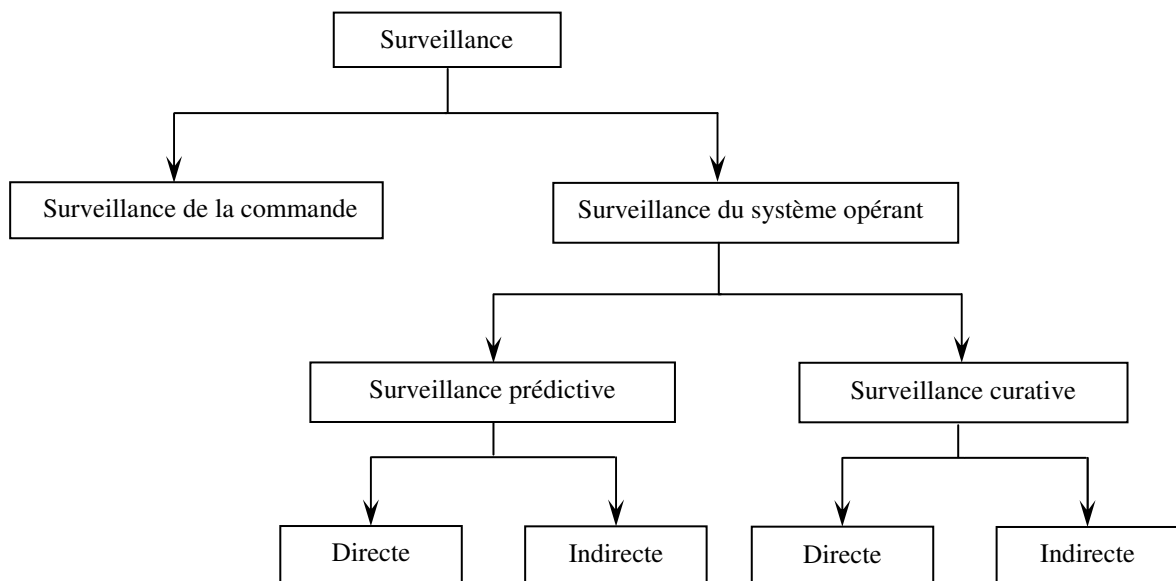 Surveillance
Surveillance de la commande
Surveillance du système opérant
Surveillance prédictive
Surveillance curative
Directe
Indirecte
Directe
Indirecte